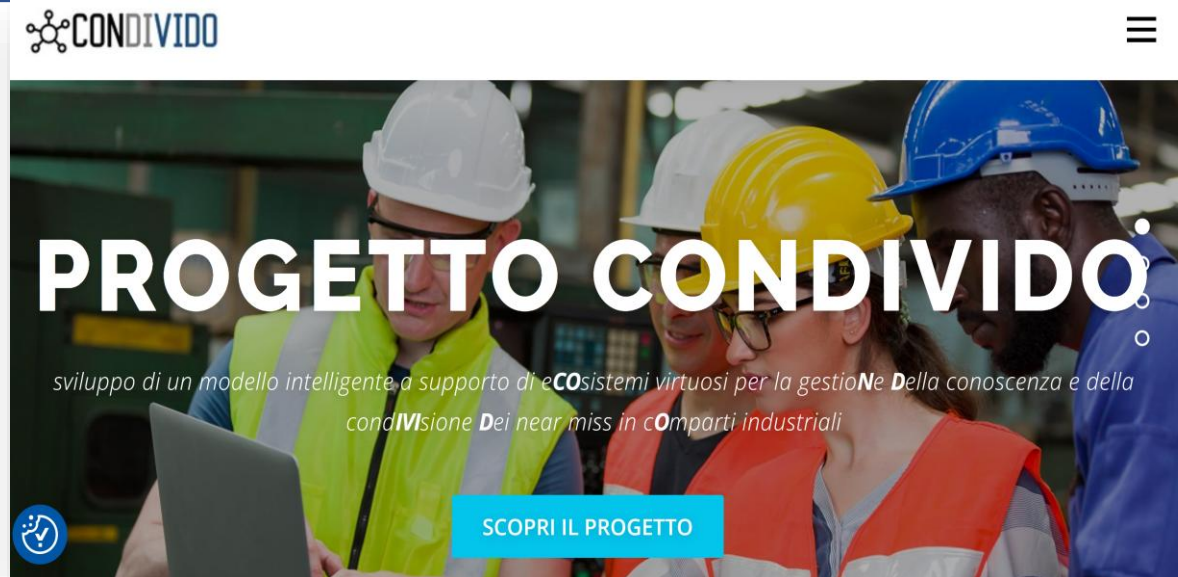 CONDIVIDO
PROGETTO CONDIVIDO
sviluppo di un modello intelligente a supporto di eCOsistemi virtuosi per la gestioNe Della conoscenza e della
condIVIsione Dei near miss in cOmparti industriali
SCOPRI IL PROGETTO